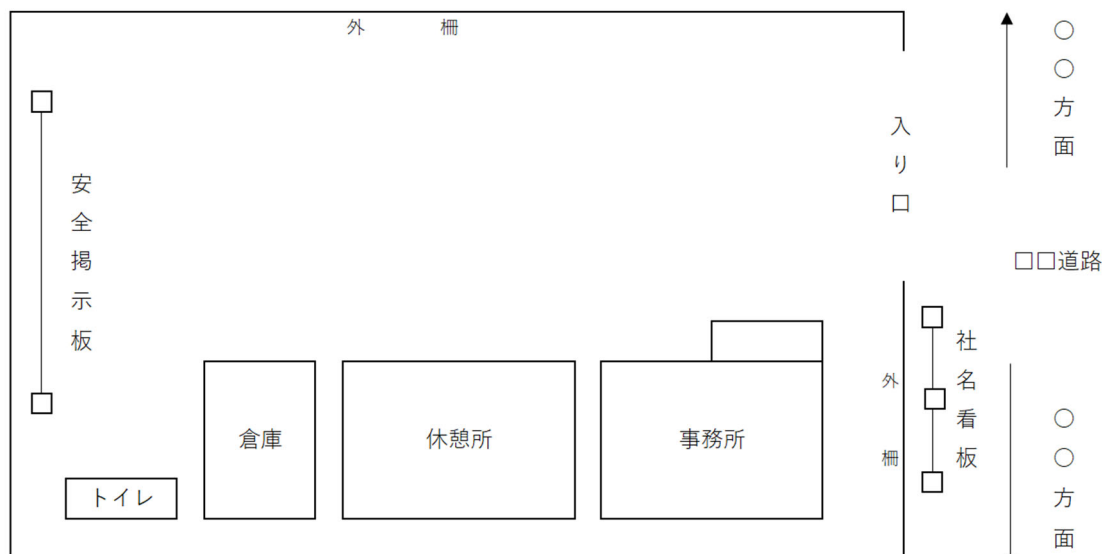 外 柵
○○方面
入り口
□□道路
安全掲示板
社名看板
外柵
倉庫
休憩所
事務所
トイレ
○○方面